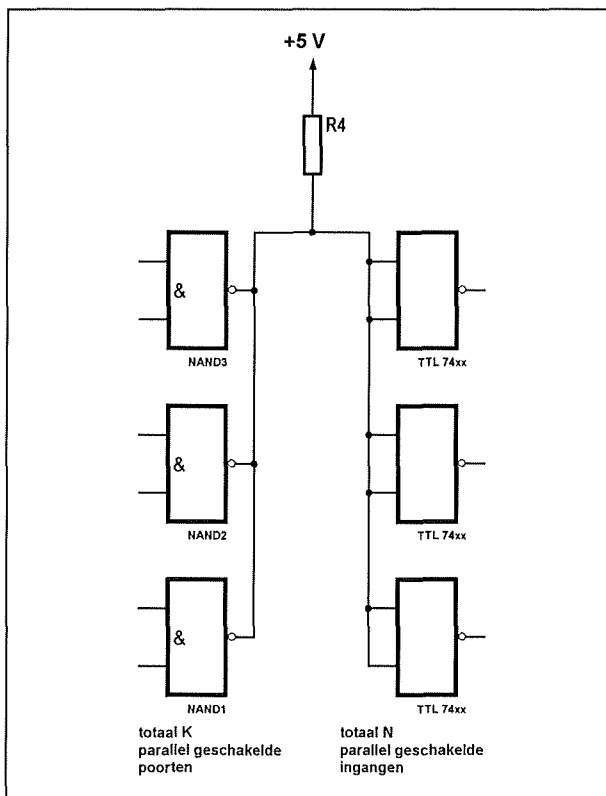 +5 V
R4
&
NAND3
TTL 74xx
&
NAND2
TTL 74xx
&
NAND1
TTL 74xx
totaal K
parallel geschakelde
poorten
totaal N
parallel geschakelde
ingangen